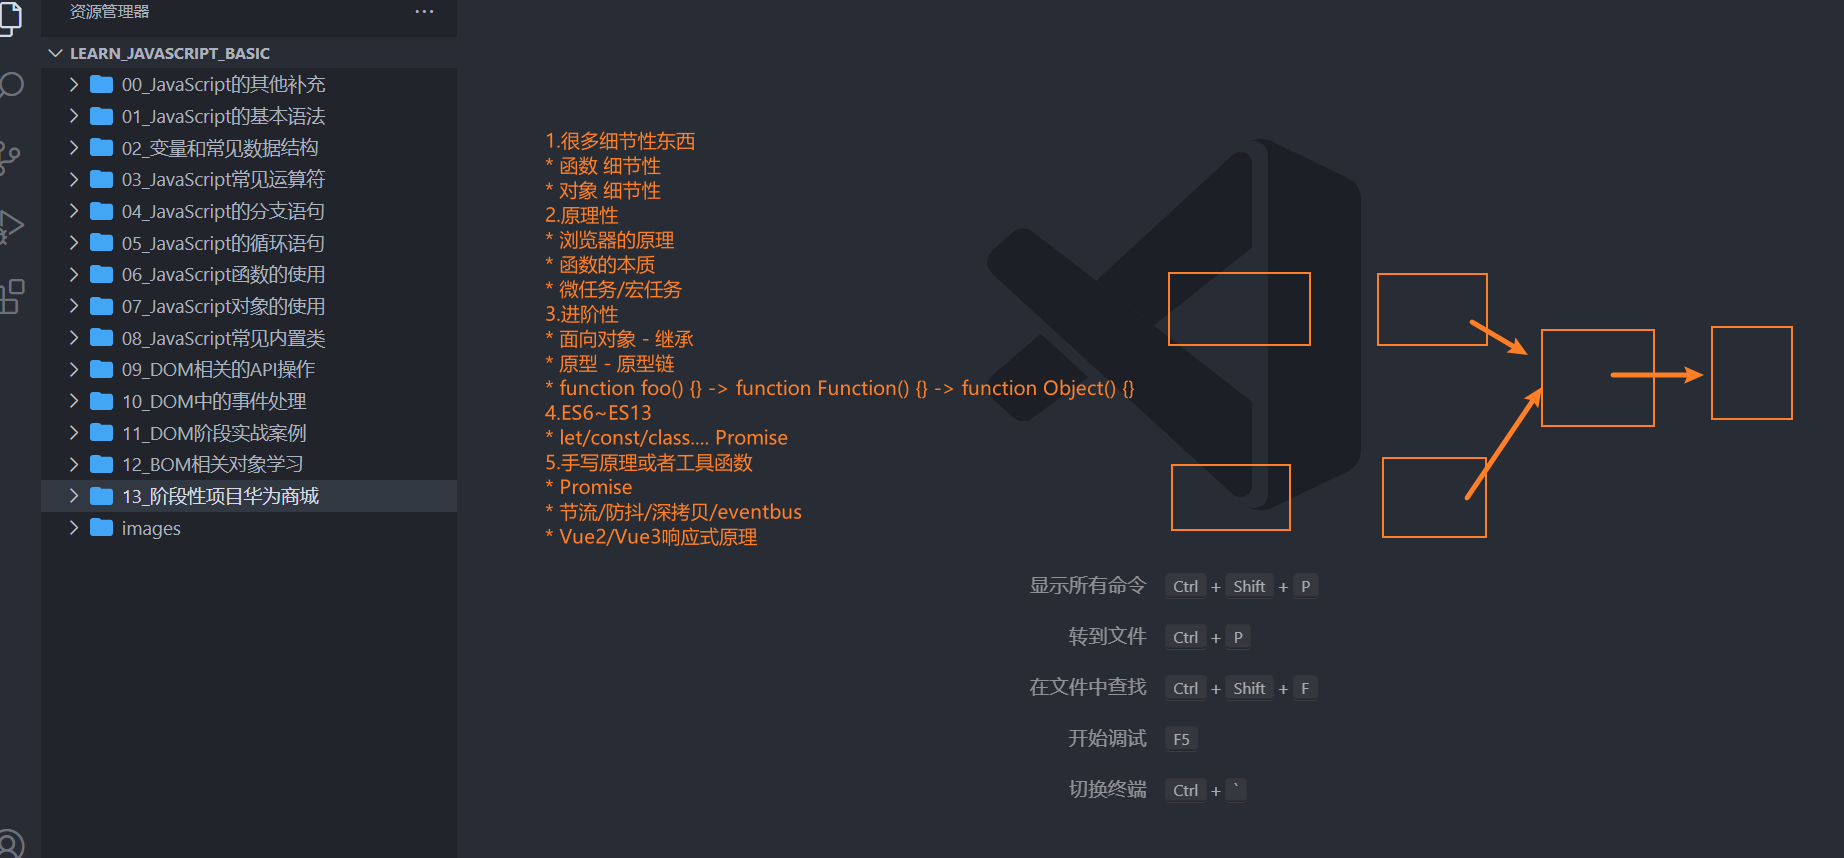 资源管理器
LEARN_JAVASCRIPT_BASIC
00_JavaScript的其他补充
01_JavaScript的基本语法
02_变量和常见数据结构
03_JavaScript常见运算符
04_JavaScript的分支语句
05_JavaScript的循环语句
06_JavaScript函数的使用
07_JavaScript对象的使用
08_JavaScript常见内置类
09_DOM相关的API操作
10_DOM中的事件处理
11_DOM阶段实战案例
12_BOM相关对象学习
13_阶段性项目华为商城
images
1.很多细节性东西
* 函数 细节性
* 对象 细节性
2.原理性
* 浏览器的原理
* 函数的本质
* 微任务/宏任务
3.进阶性
* 面向对象 - 继承
* 原型 - 原型链
* function foo() {} -> function Function() {} -> function Object() {}
4.ES6~ES13
* let/const/class.... Promise
5.手写原理或者工具函数
* Promise
* 节流/防抖/深拷贝/eventbus
* Vue2/Vue3响应式原理
显示所有命令 Ctrl + Shift + P
转到文件 Ctrl + P
在文件中查找 Ctrl + Shift + F
开始调试 F5
切换终端 Ctrl + `